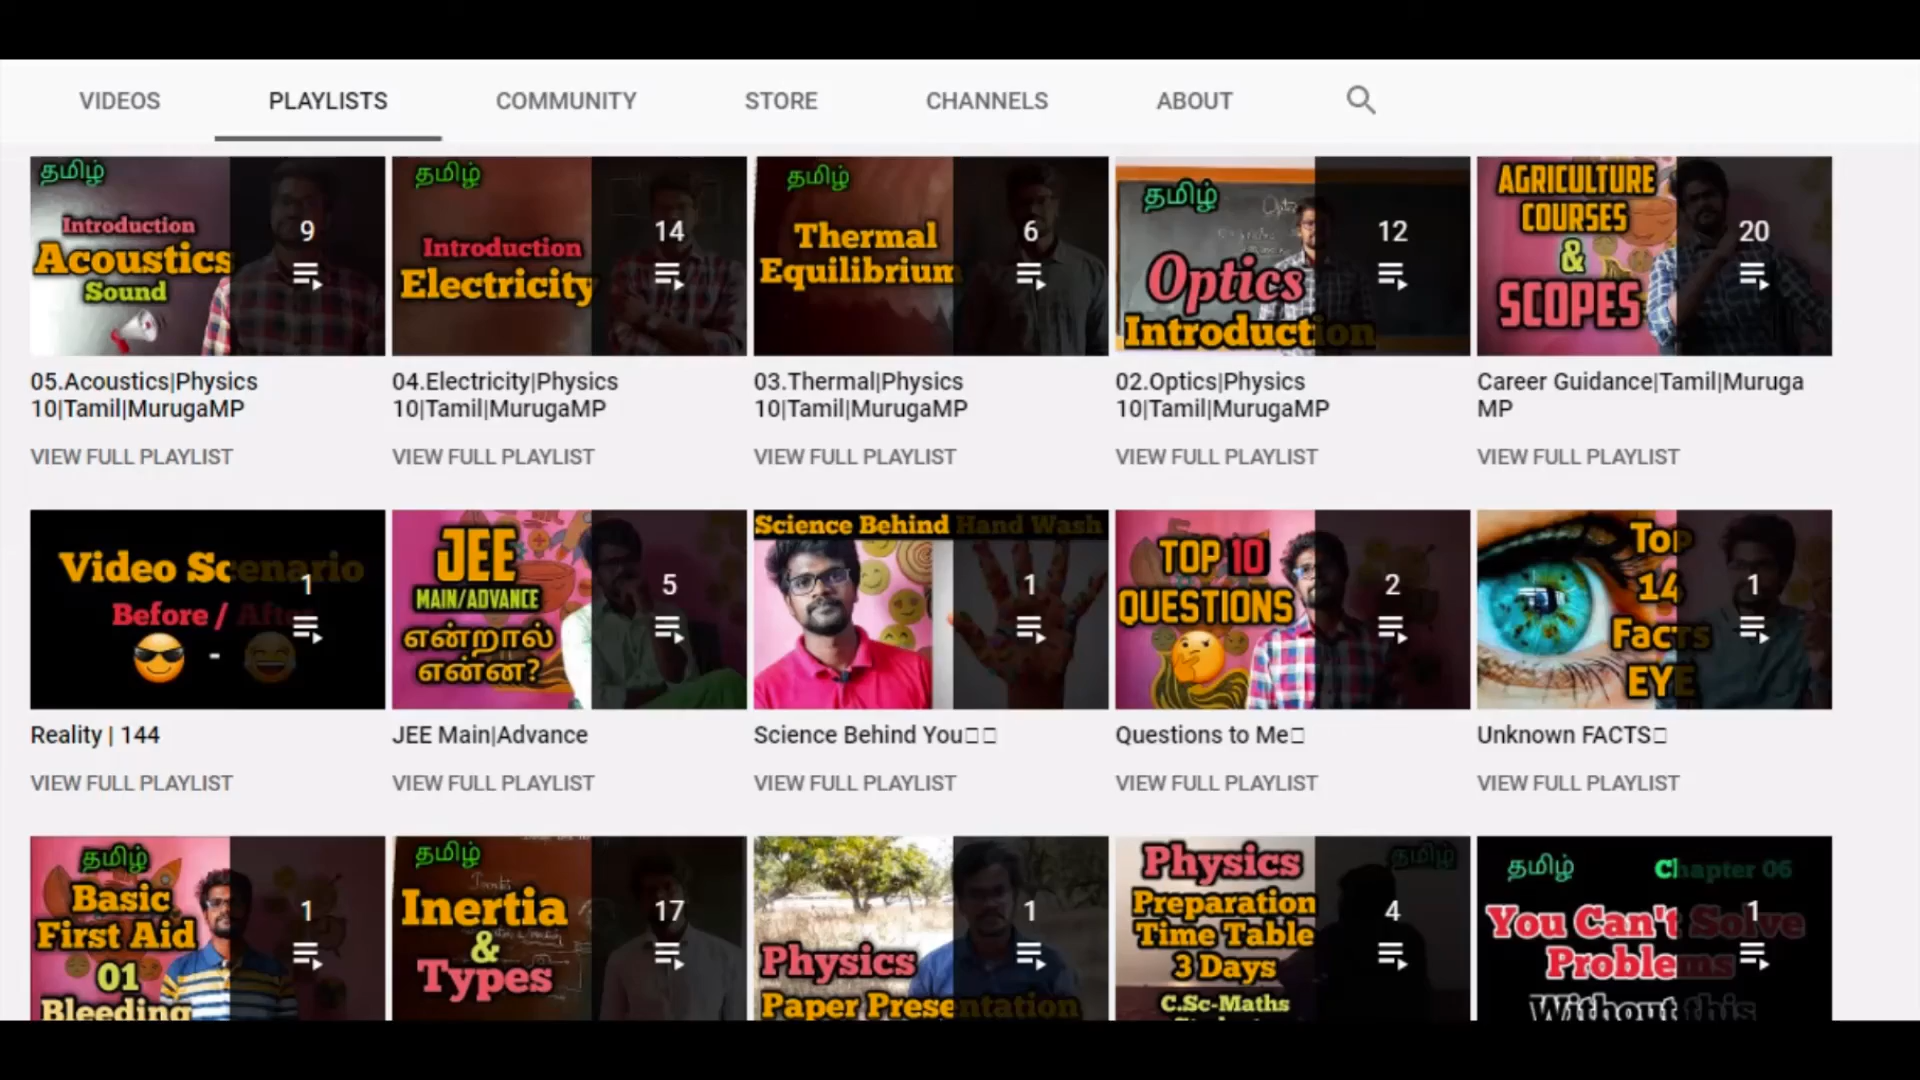 VIDEOS PLAYLISTS COMMUNITY STORE CHANNELS ABOUT
தமிழ்
Introduction
Acoustics
Sound
9
தமிழ்
Introduction
Electricity
14
தமிழ்
Thermal
Equilibrium
6
தமிழ்
Optics
Introduction
12
AGRICULTURE
COURSES
&
SCOPES
20
05.Acoustics|Physics
10|Tamil|MurugaMP
VIEW FULL PLAYLIST
04.Electricity|Physics
10|Tamil|MurugaMP
VIEW FULL PLAYLIST
03.Thermal|Physics
10|Tamil|MurugaMP
VIEW FULL PLAYLIST
02.Optics|Physics
10|Tamil|MurugaMP
VIEW FULL PLAYLIST
Career Guidance|Tamil|Muruga
MP
VIEW FULL PLAYLIST
Video Scenario
Before / After
-
1
JEE
MAIN/ADVANCE
என்றால்
என்ன?
5
Science Behind Hand Wash
1
TOP 10
QUESTIONS
2
Top
14
Facts
EYE
1
Reality | 144
VIEW FULL PLAYLIST
JEE Main|Advance
VIEW FULL PLAYLIST
Science Behind You
VIEW FULL PLAYLIST
Questions to Me
VIEW FULL PLAYLIST
Unknown FACTS
VIEW FULL PLAYLIST
தமிழ்
Basic
First Aid
01
Bleeding
1
தமிழ்
Inertia
&
Types
17
Physics
Paper Presentation
1
Physics
தமிழ்
Preparation
Time Table
3 Days
C.Sc-Maths
4
தமிழ் Chapter 06
You Can't Solve
Problems
Without this
1